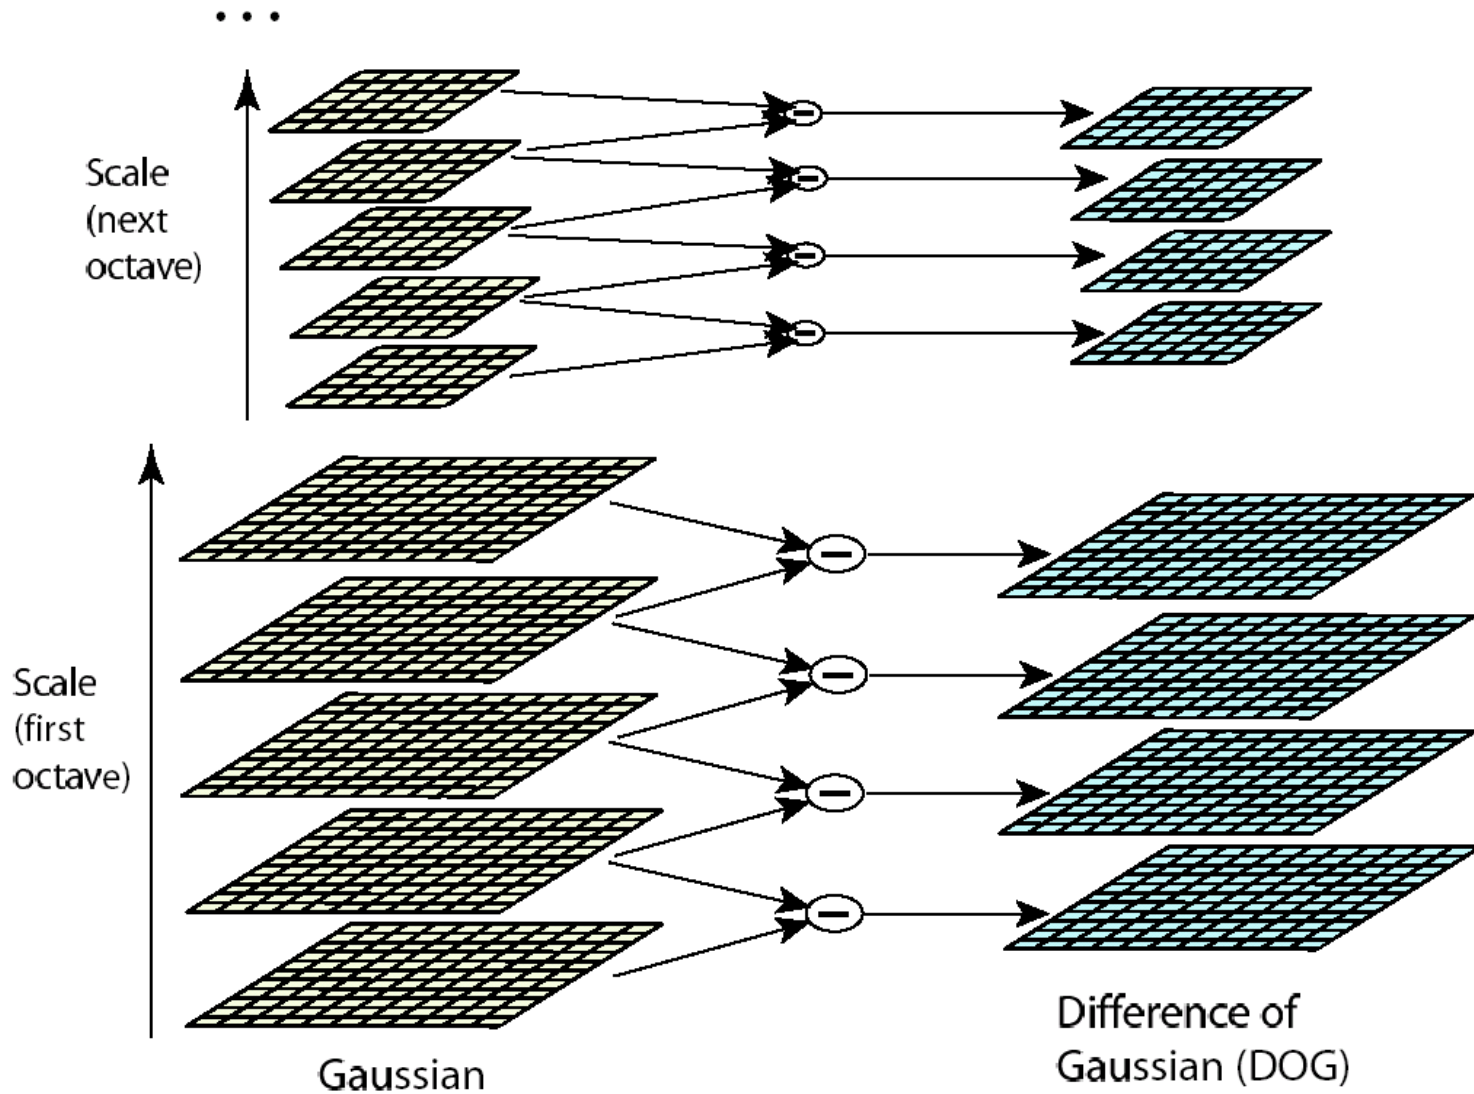 ...
Scale
(next
octave)
Scale
(first
octave)
Gaussian
Difference of
Gaussian (DOG)